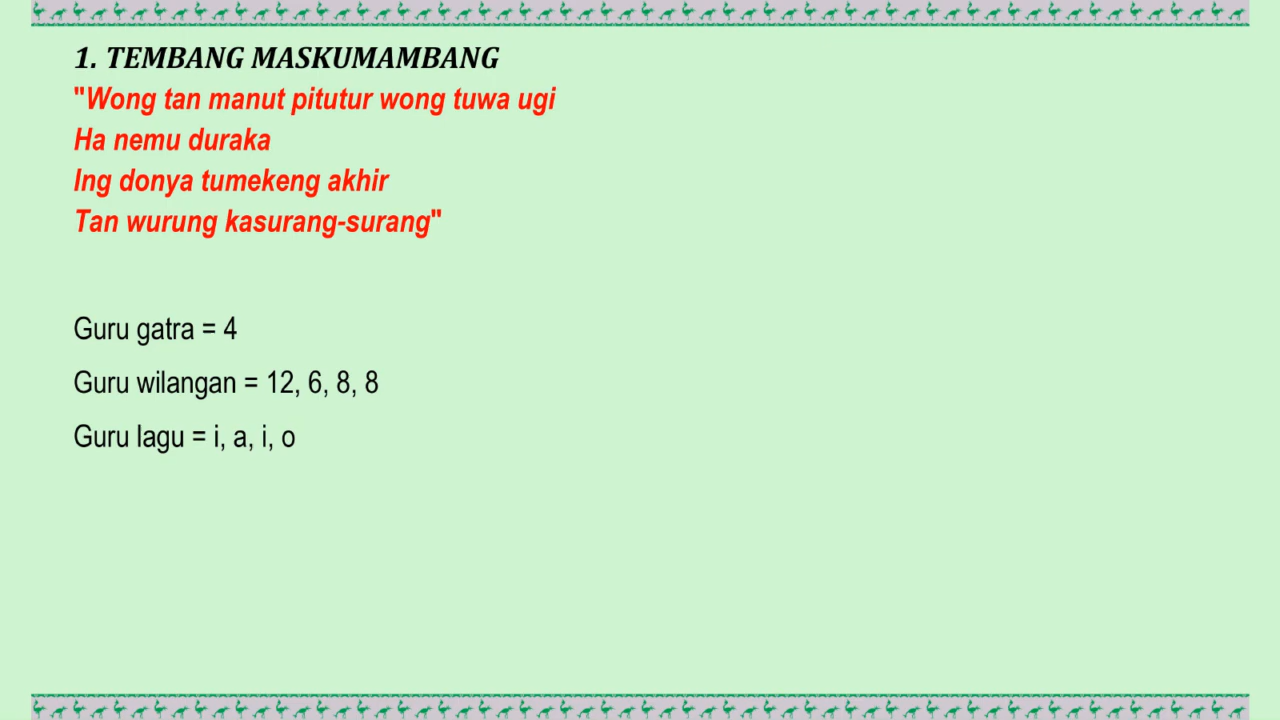 1. TEMBANG MASKUMAMBANG
"Wong tan manut pitutur wong tuwa ugi
Ha nemu duraka
Ing donya tumekeng akhir
Tan wurung kasurang-surang"
Guru gatra = 4
Guru wilangan = 12, 6, 8, 8
Guru lagu = i, a, i, o